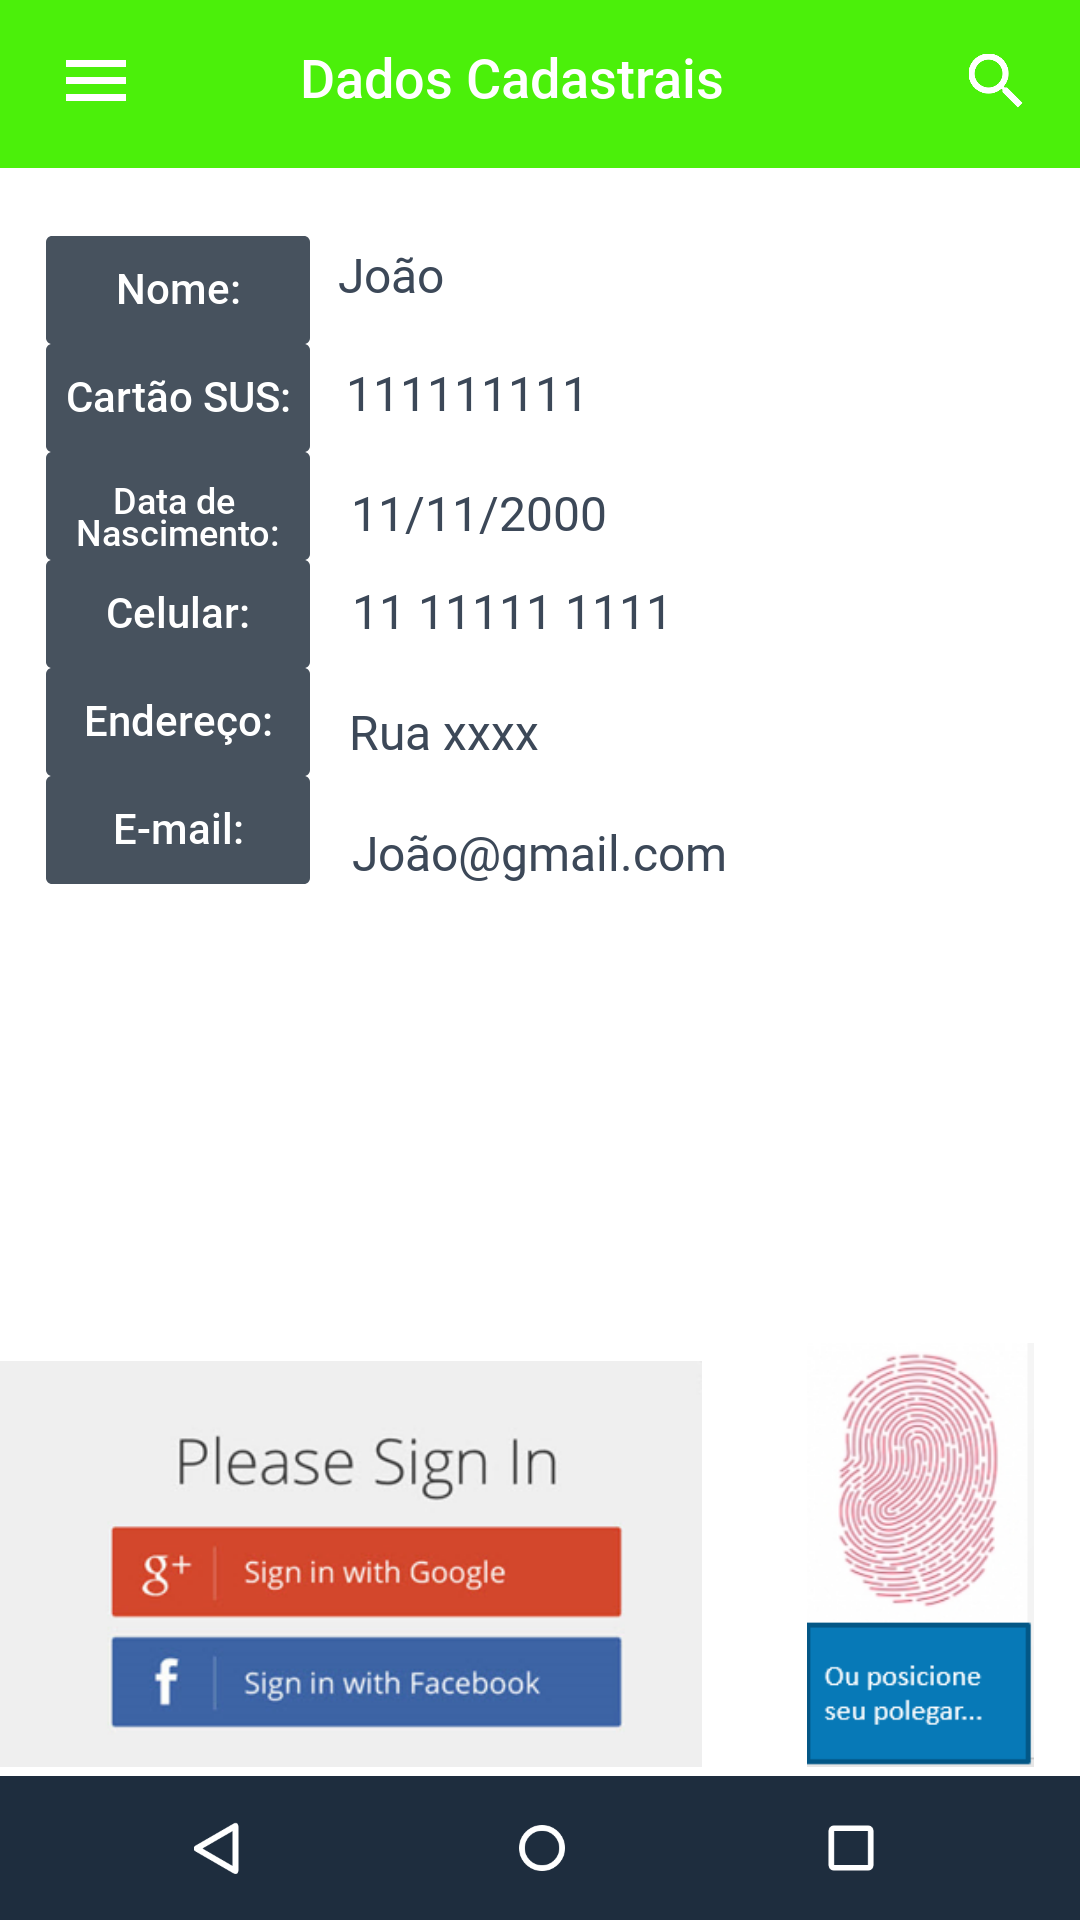 Dados Cadastrais
Nome: João
Cartão SUS: 111111111
Data de
Nascimento: 11/11/2000
Celular: 11 11111 1111
Endereço: Rua xxxx
E-mail: João@gmail.com
Please Sign In
g+ Sign in with Google
f Sign in with Facebook
Ou posicione
seu polegar...